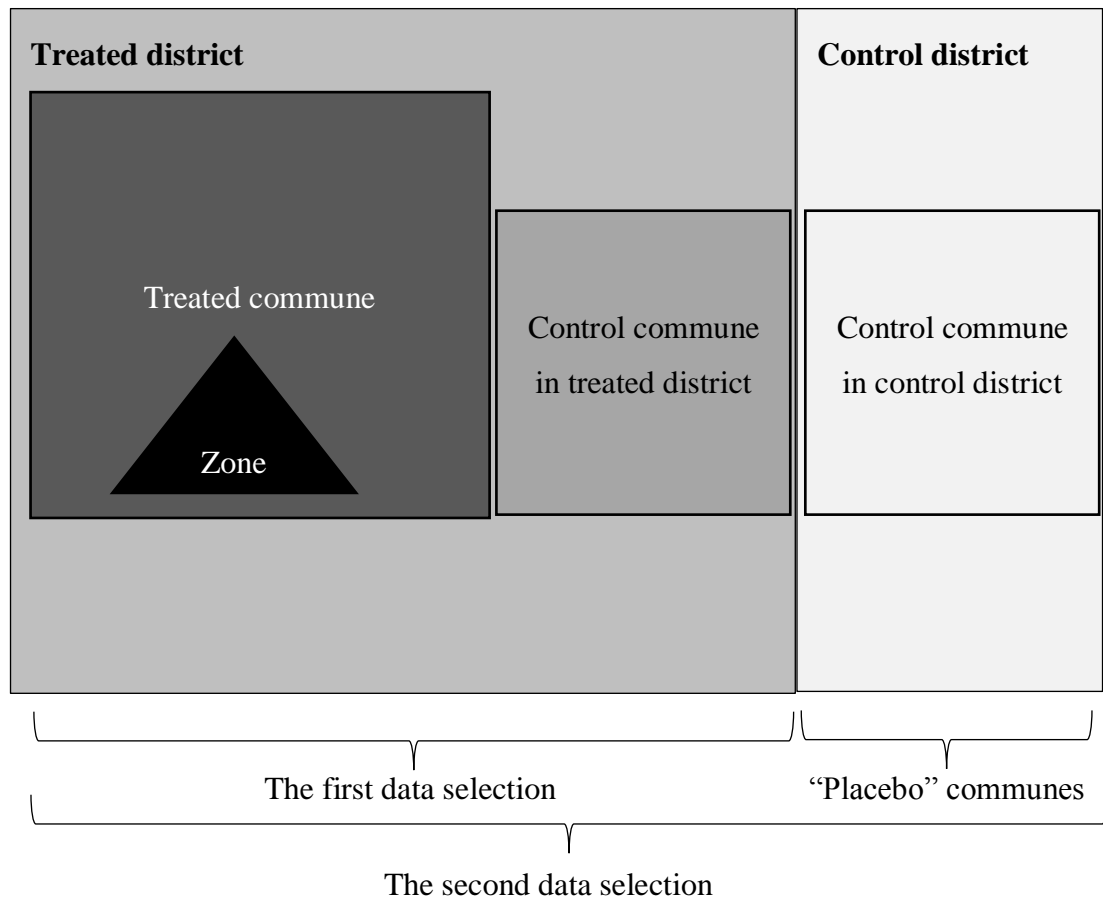 Treated district
Control district
Treated commune
Zone
Control commune
in treated district
Control commune
in control district
The first data selection
“Placebo” communes
The second data selection